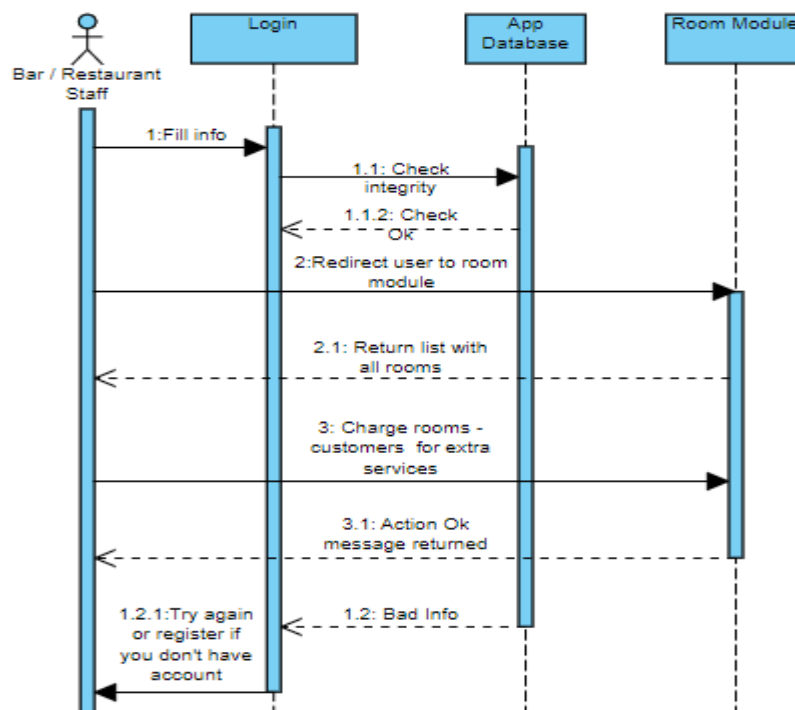 Login
App
Database
Room Module
Bar / Restaurant
Staff
1:Fill info
1.1: Check
integrity
1.1.2: Check
Ok
2:Redirect user to room
module
2.1: Return list with
all rooms
3: Charge rooms -
customers for extra
services
3.1: Action Ok
message returned
1.2: Bad Info
1.2.1:Try again
or register if
you don't have
account